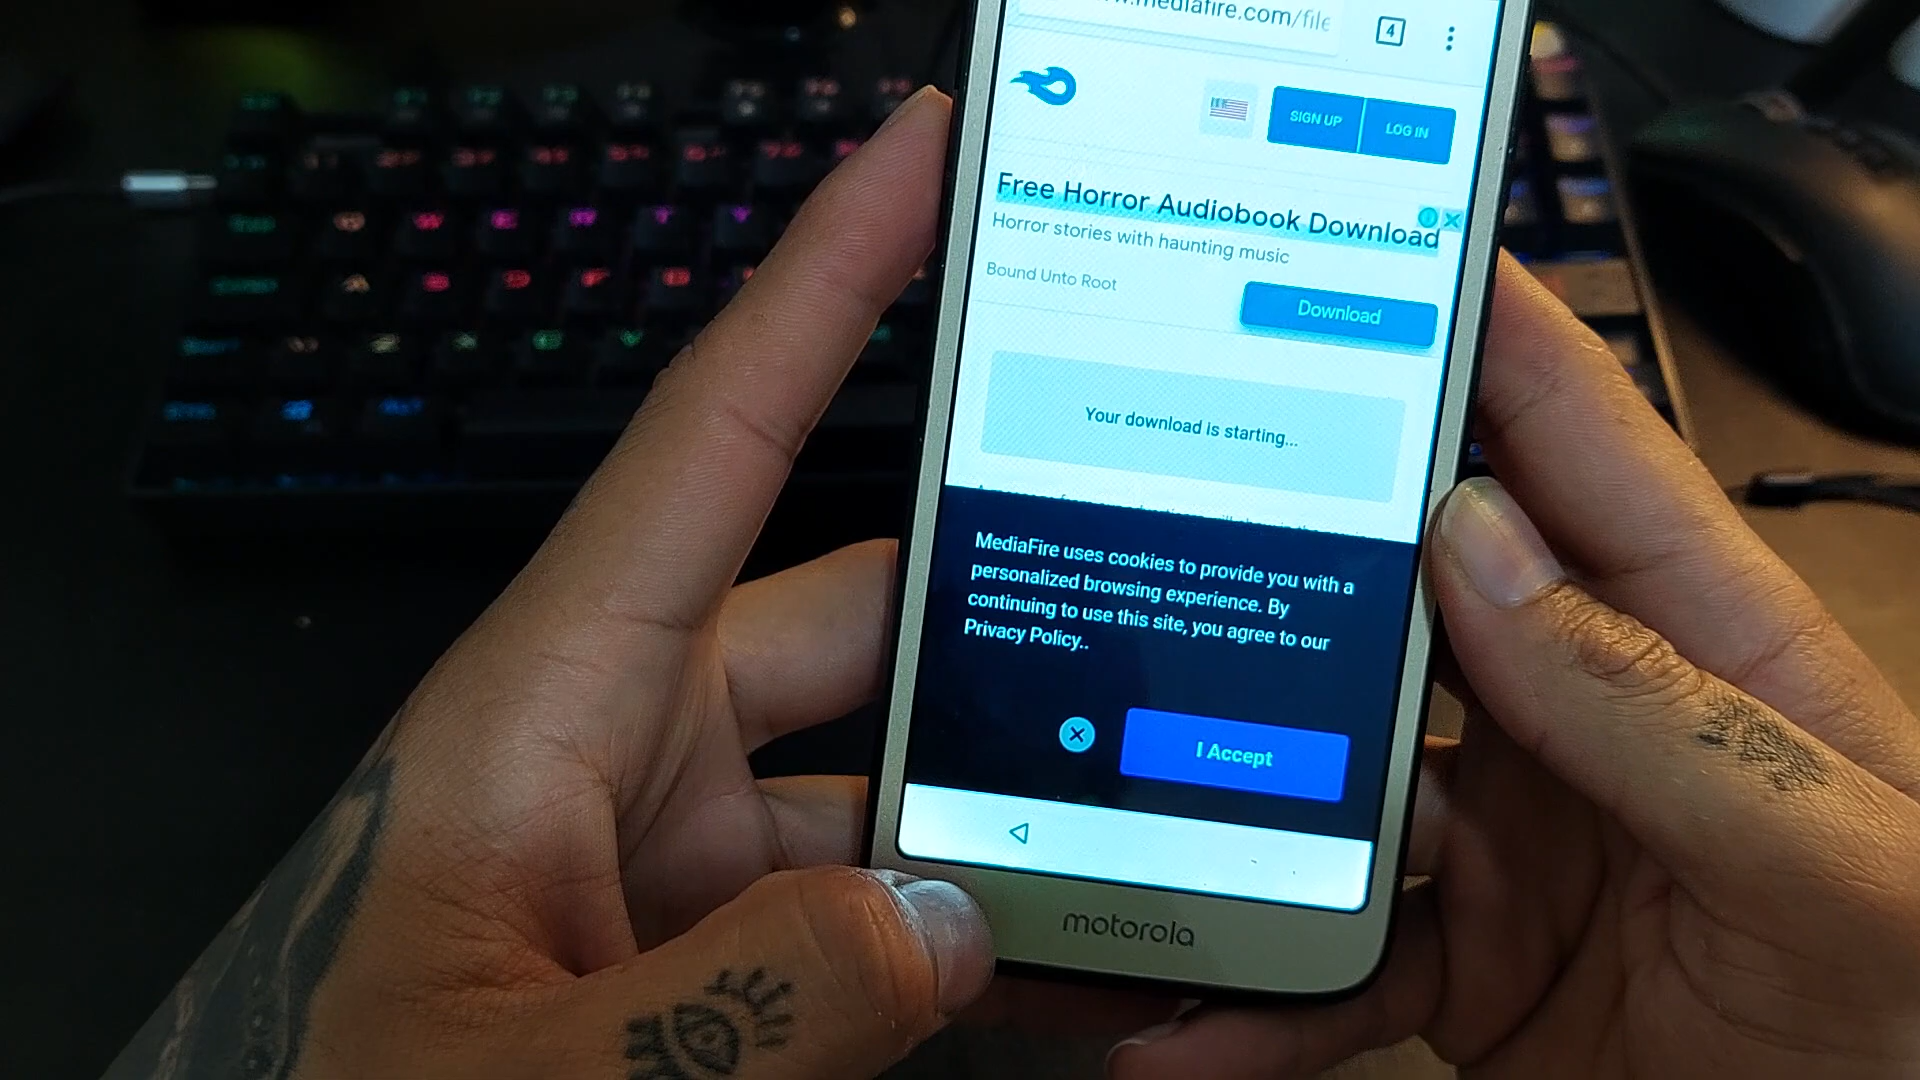 mediafire.com/file
4
SIGN UP
LOG IN
Free Horror Audiobook Download
Horror stories with haunting music
Bound Unto Root
Download
Your download is starting...
MediaFire uses cookies to provide you with a
personalized browsing experience. By
continuing to use this site, you agree to our
Privacy Policy..
I Accept
motorola